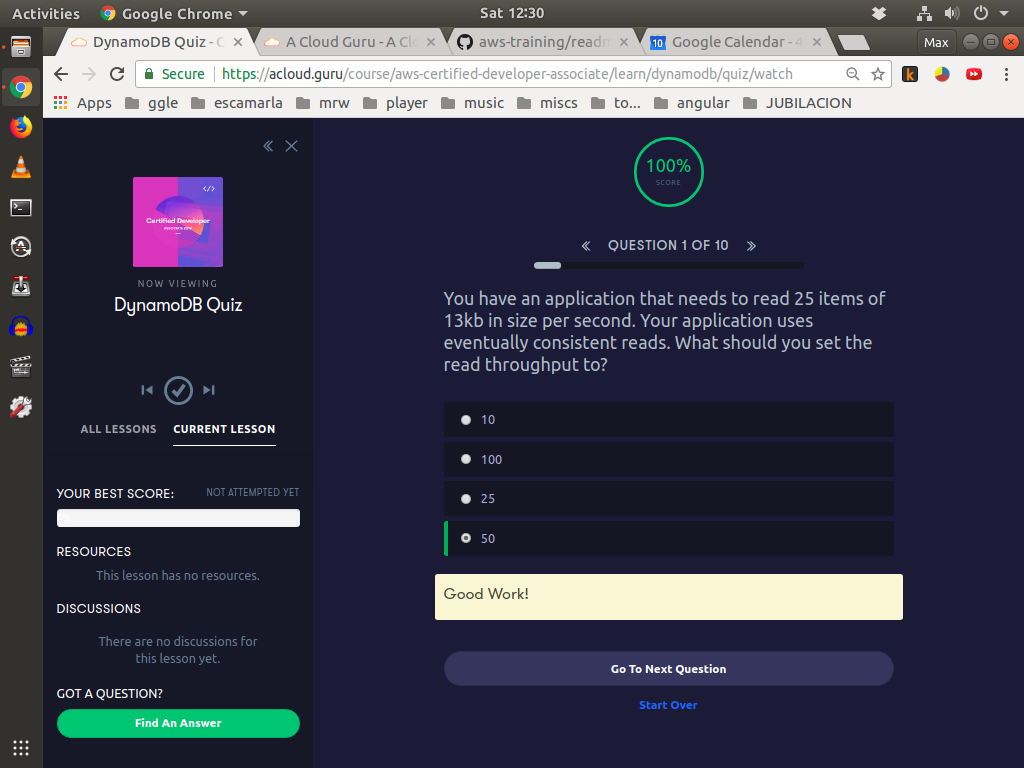 Activities
Google Chrome
Sat 12:30
DynamoDB Quiz - C
A Cloud Guru - A Cl
aws-training/readn
10
Google Calendar - 4
Max
Secure
https://acloud.guru/course/aws-certified-developer-associate/learn/dynamodb/quiz/watch
k
Apps
ggle
escamarla
mrw
player
music
miscs
to...
angular
JUBILACION
</>
Certified Developer
NOW VIEWING
DynamoDB Quiz
ALL LESSONS
CURRENT LESSON
YOUR BEST SCORE:
NOT ATTEMPTED YET
RESOURCES
This lesson has no resources.
DISCUSSIONS
There are no discussions for
this lesson yet.
GOT A QUESTION?
Find An Answer
100%
SCORE
QUESTION 1 OF 10
You have an application that needs to read 25 items of
13kb in size per second. Your application uses
eventually consistent reads. What should you set the
read throughput to?
10
100
25
50
Good Work!
Go To Next Question
Start Over